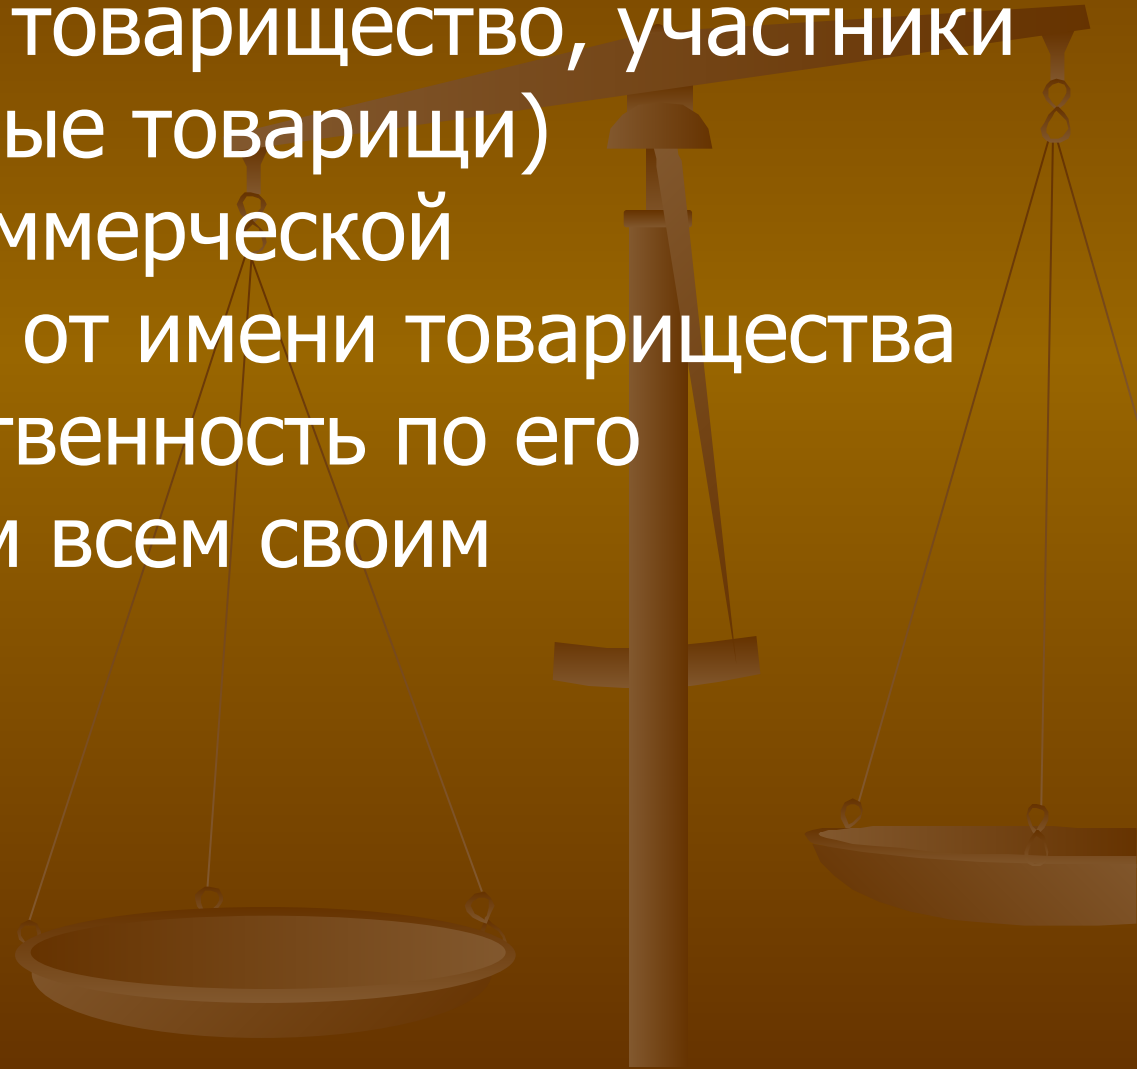 товарищество, участники
ые товарищи)
ммерческой
от имени товарищества
твенность по его
м всем своим